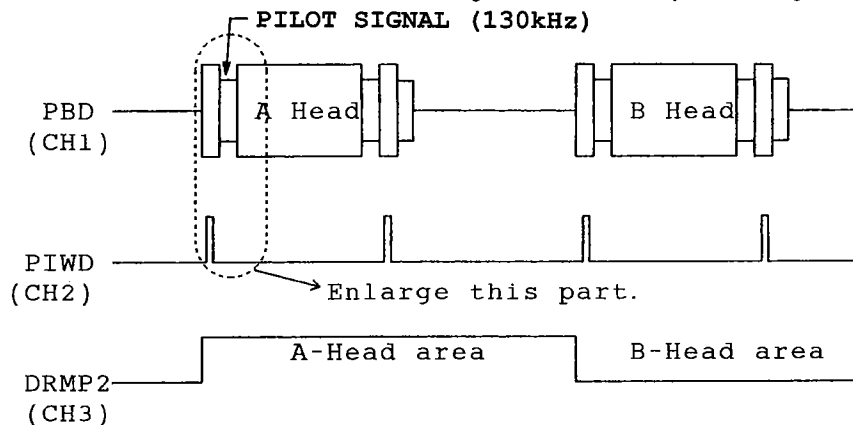 PILOT SIGNAL (130kHz)
PBD
(CH1)
A Head
B Head
PIWD
(CH2)
Enlarge this part.
DRMP2
(CH3)
A-Head area
B-Head area